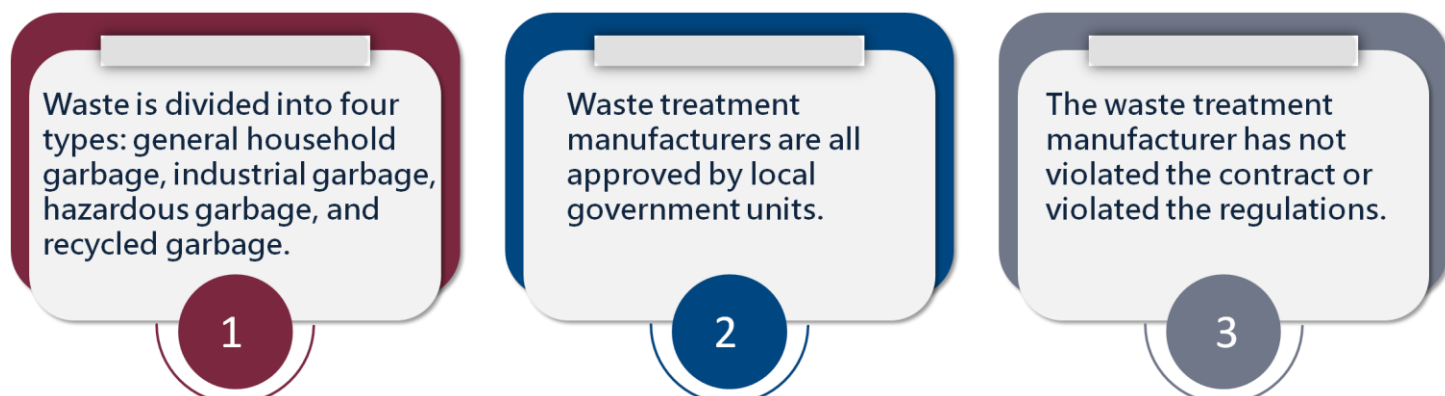 Waste is divided into four
types: general household
garbage, industrial garbage,
hazardous garbage, and
recycled garbage.
1
Waste treatment
manufacturers are all
approved by local
government units.
2
The waste treatment
manufacturer has not
violated the contract or
violated the regulations.
3